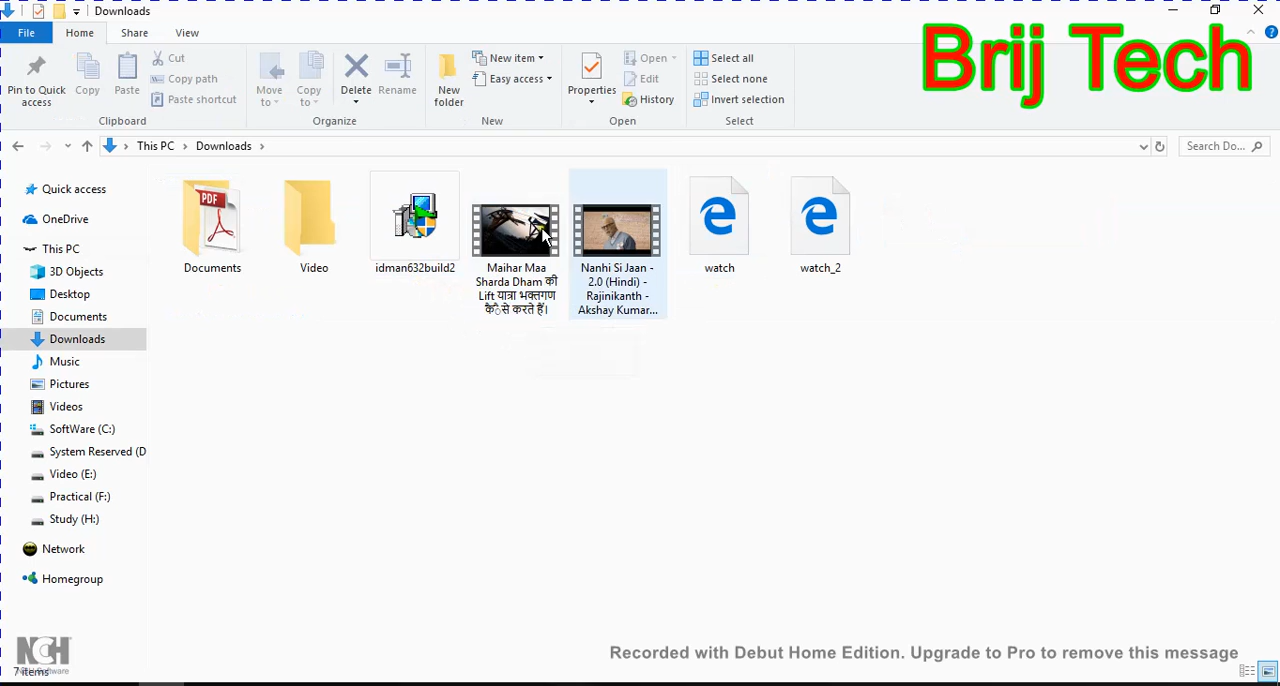 Downloads
Brij Tech
File Home Share View
Pin to Quick access
Copy
Paste
Cut
Copy path
Paste shortcut
Clipboard
Move to
Copy to
Delete
Rename
Organize
New folder
New item
Easy access
New
Properties
Open
Edit
History
Open
Select all
Select none
Invert selection
Select
This PC > Downloads >
Search Do...
Quick access
OneDrive
This PC
3D Objects
Desktop
Documents
Downloads
Music
Pictures
Videos
SoftWare (C:)
System Reserved (D
Video (E:)
Practical (F:)
Study (H:)
Network
Homegroup
PDF
Documents
Video
idman632build2
Maihar Maa
Sharda Dham की
Lift यात्रा भक्तगण
कैैसे करते हैं।
Nanhi Si Jaan -
2.0 (Hindi) -
Rajinikanth -
Akshay Kumar...
watch
watch_2
NCH
7 items
Recorded with Debut Home Edition. Upgrade to Pro to remove this message